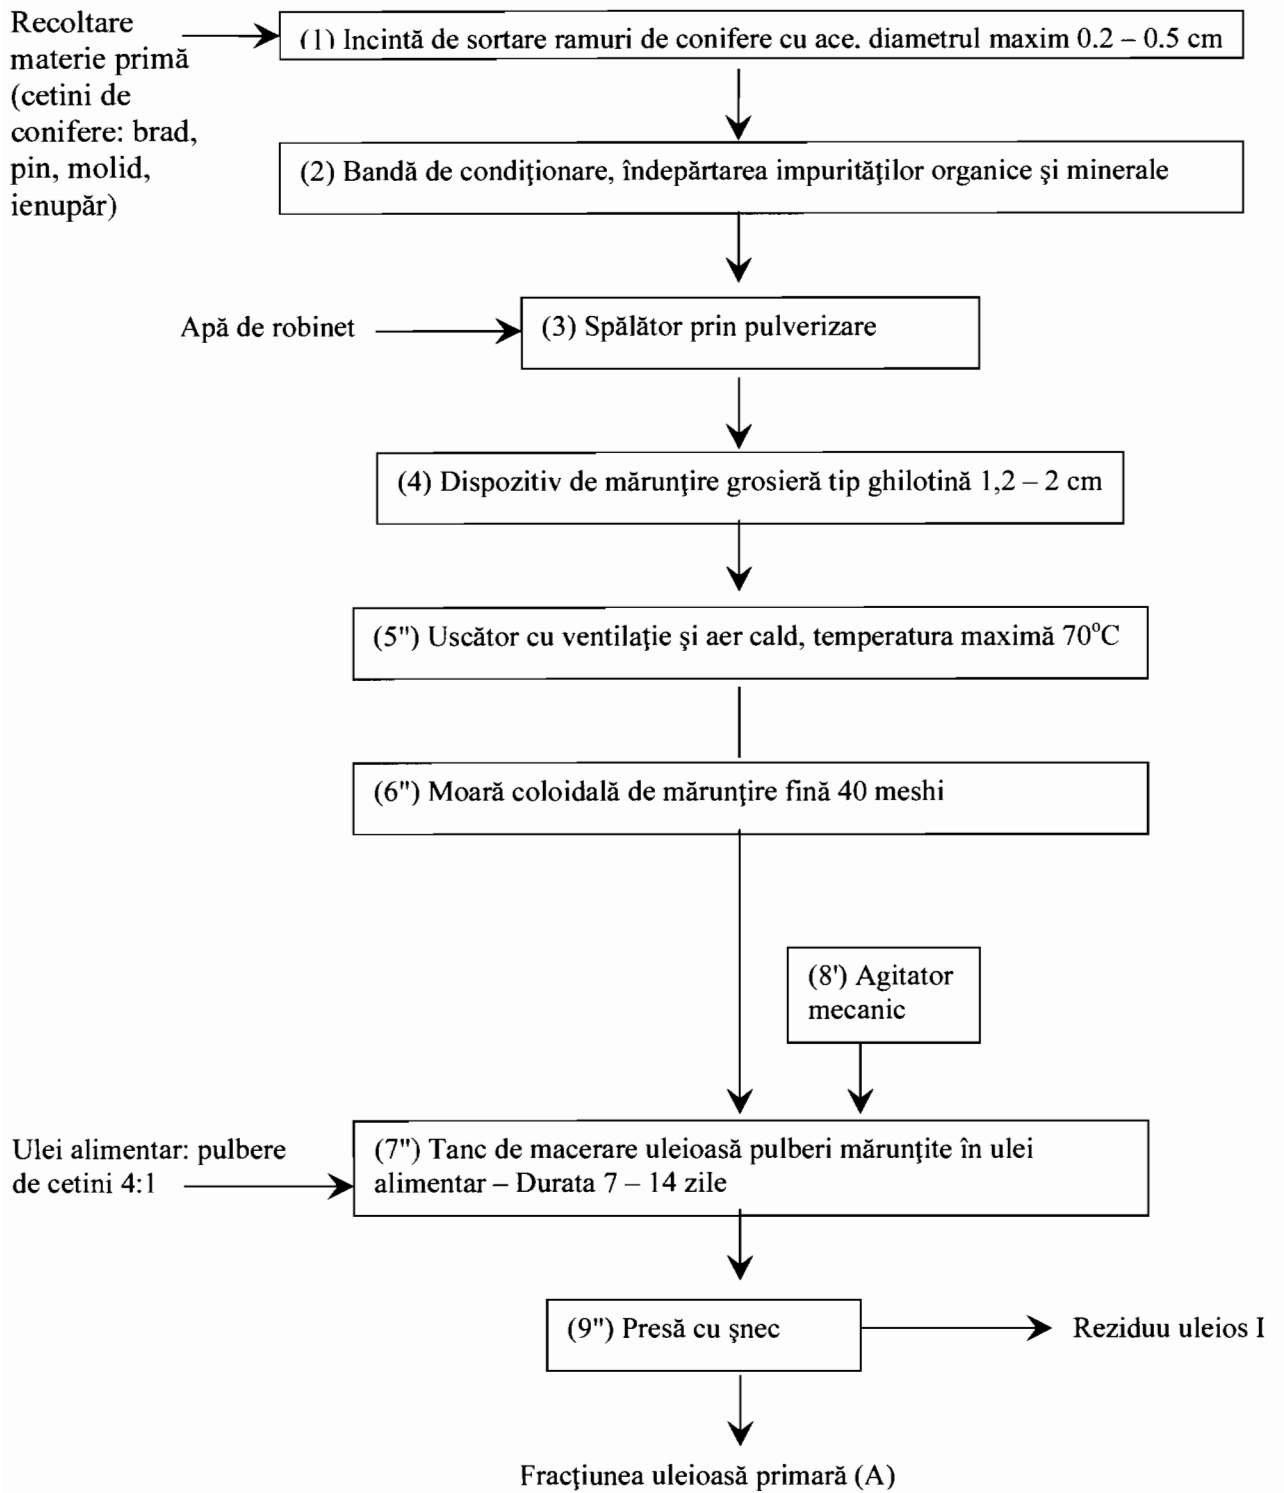 Recoltare
materie primă
(cetini de
conifere: brad,
pin, molid,
ienupăr)
(1) Incintă de sortare ramuri de conifere cu ace. diametrul maxim 0.2 – 0.5 cm
(2) Bandă de condiţionare, îndepărtarea impurităţilor organice şi minerale
Apă de robinet
(3) Spălător prin pulverizare
(4) Dispozitiv de mărunţire grosieră tip ghilotină 1,2 – 2 cm
(5") Uscător cu ventilaţie şi aer cald, temperatura maximă 70°C
(6") Moară coloidală de mărunţire fină 40 meshi
(8') Agitator
mecanic
Ulei alimentar: pulbere
de cetini 4:1
(7") Tanc de macerare uleioasă pulberi mărunţite în ulei
alimentar – Durata 7 – 14 zile
(9") Presă cu şnec
Reziduu uleios I
Fracţiunea uleioasă primară (A)